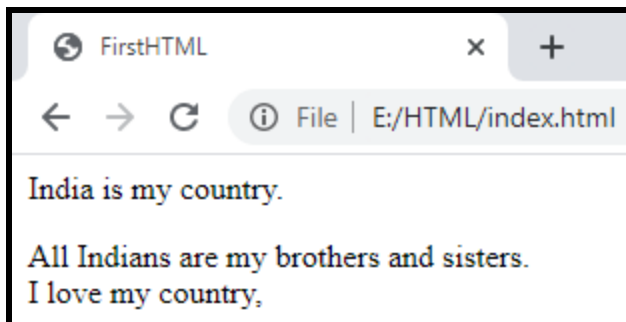 FirstHTML
File | E:/HTML/index.html
India is my country.
All Indians are my brothers and sisters.
I love my country,